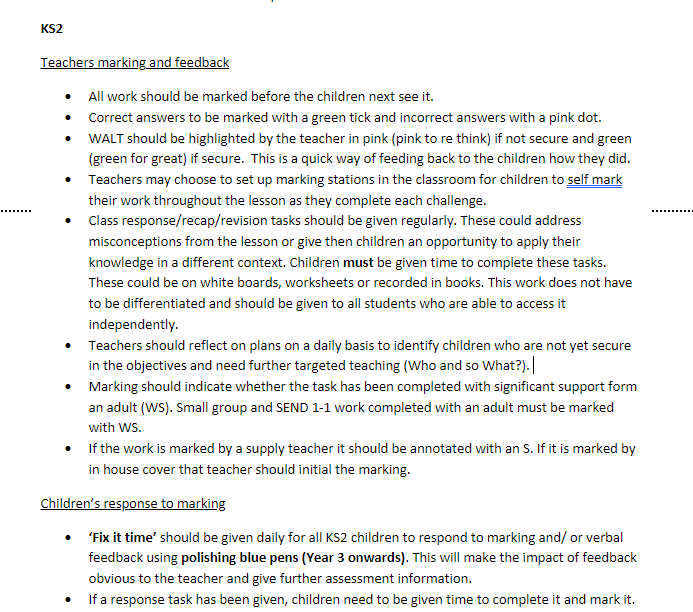 KS2
Teachers marking and feedback
• All work should be marked before the children next see it.
• Correct answers to be marked with a green tick and incorrect answers with a pink dot.
• WALT should be highlighted by the teacher in pink (pink to re think) if not secure and green
(green for great) if secure.  This is a quick way of feeding back to the children how they did.
• Teachers may choose to set up marking stations in the classroom for children to self mark
their work throughout the lesson as they complete each challenge.
• Class response/recap/revision tasks should be given regularly. These could address
misconceptions from the lesson or give then children an opportunity to apply their
knowledge in a different context. Children must be given time to complete these tasks.
These could be on white boards, worksheets or recorded in books. This work does not have
to be differentiated and should be given to all students who are able to access it
independently.
• Teachers should reflect on plans on a daily basis to identify children who are not yet secure
in the objectives and need further targeted teaching (Who and so What?).
• Marking should indicate whether the task has been completed with significant support form
an adult (WS). Small group and SEND 1-1 work completed with an adult must be marked
with WS.
• If the work is marked by a supply teacher it should be annotated with an S. If it is marked by
in house cover that teacher should initial the marking.
Children's response to marking
• 'Fix it time' should be given daily for all KS2 children to respond to marking and/ or verbal
feedback using polishing blue pens (Year 3 onwards). This will make the impact of feedback
obvious to the teacher and give further assessment information.
• If a response task has been given, children need to be given time to complete it and mark it.